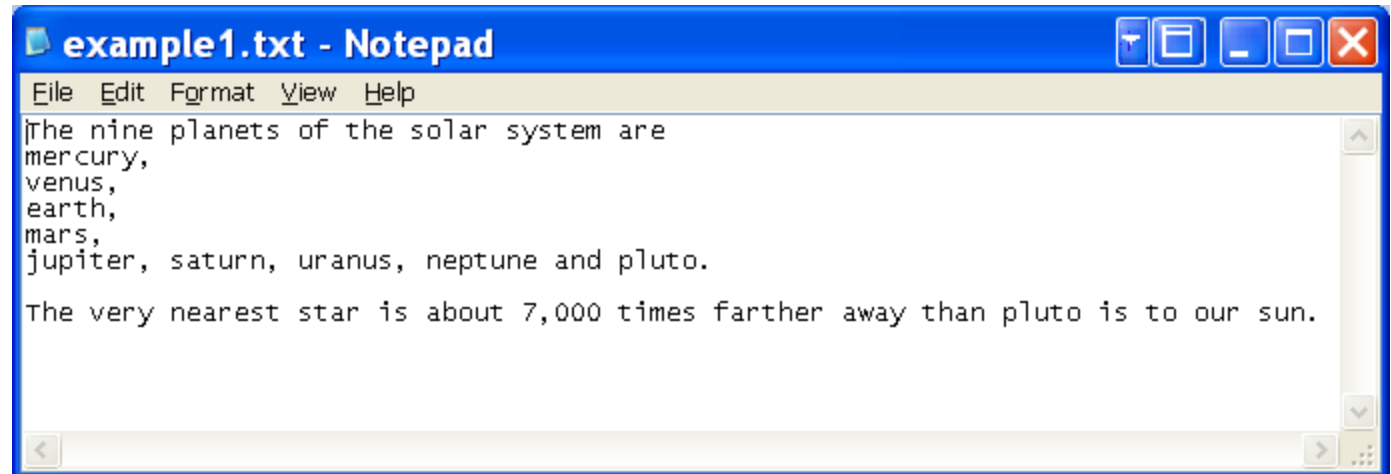 example1.txt - Notepad
File Edit Format View Help
The nine planets of the solar system are
mercury,
venus,
earth,
mars,
jupiter, saturn, uranus, neptune and pluto.
The very nearest star is about 7,000 times farther away than pluto is to our sun.